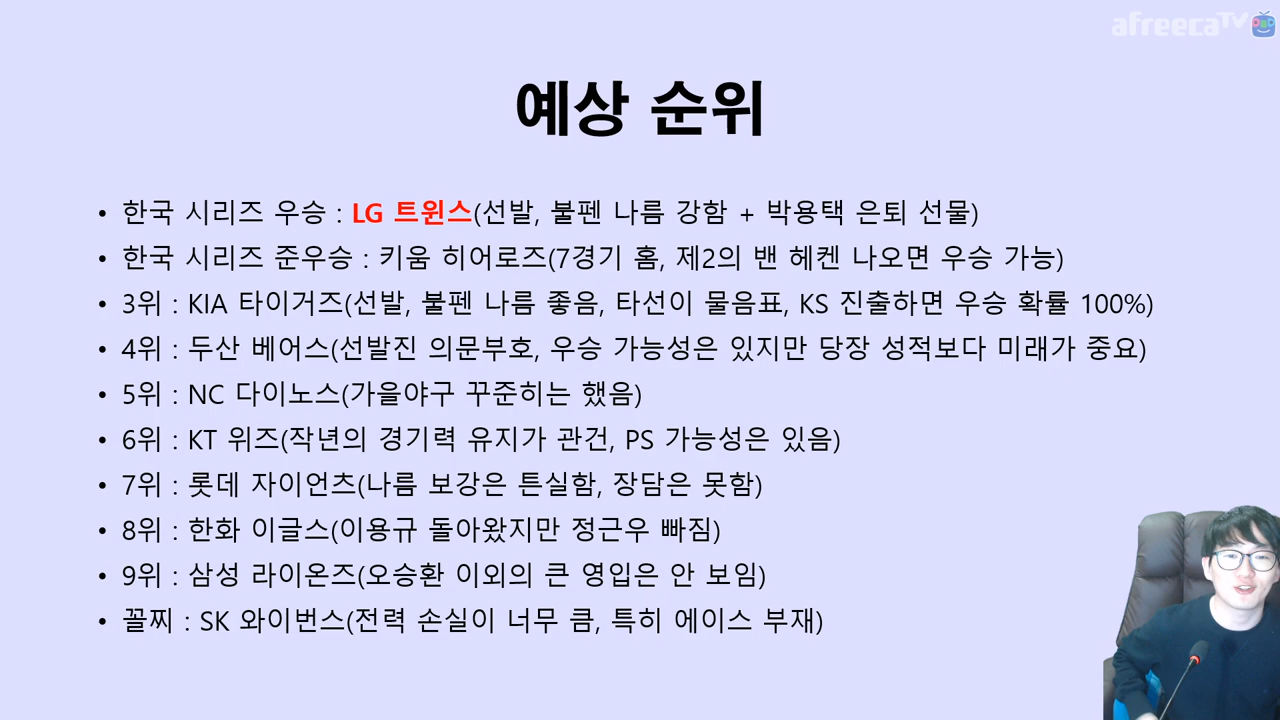 afreecaTV
예상 순위
• 한국 시리즈 우승 : LG 트윈스(선발, 불펜 나름 강함 + 박용택 은퇴 선물)
• 한국 시리즈 준우승 : 키움 히어로즈(7경기 홈, 제2의 밴 헤켄 나오면 우승 가능)
• 3위 : KIA 타이거즈(선발, 불펜 나름 좋음, 타선이 물음표, KS 진출하면 우승 확률 100%)
• 4위 : 두산 베어스(선발진 의문부호, 우승 가능성은 있지만 당장 성적보다 미래가 중요)
• 5위 : NC 다이노스(가을야구 꾸준히는 했음)
• 6위 : KT 위즈(작년의 경기력 유지가 관건, PS 가능성은 있음)
• 7위 : 롯데 자이언츠(나름 보강은 튼실함, 장담은 못함)
• 8위 : 한화 이글스(이용규 돌아왔지만 정근우 빠짐)
• 9위 : 삼성 라이온즈(오승환 이외의 큰 영입은 안 보임)
• 꼴찌 : SK 와이번스(전력 손실이 너무 큼, 특히 에이스 부재)